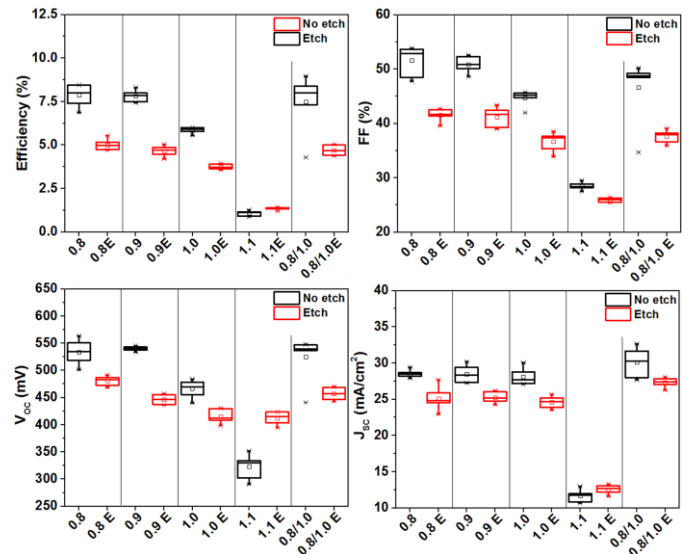 Efficiency (%)
12.5
10.0
7.5
5.0
2.5
0.0
No etch
Etch
0.8
0.8 E
0.9
0.9E
1.0
1.0 E
1.1
1.1E
0.8/1.0
0.8/1.0 E
FF (%)
60
50
40
30
20
No etch
Etch
0.8
0.8 E
0.9
0.9 E
1.0
1.0 E
1.1
1.1 E
0.8/1.0
0.8/1.0 E
Voc (mV)
650
600
550
500
450
400
350
300
250
No etch
Etch
0.8
0.8 E
0.9
0.9E
1.0
1.0 E
1.1
1.1 E
0.8/1.0
0.8/1.0 E
Jsc (mA/cm²)
40
35
30
25
20
15
10
No etch
Etch
0.8
0.8 E
0.9
0.9 E
1.0
1.0 E
1.1
1.1 E
0.8/1.0
0.8/1.0 E